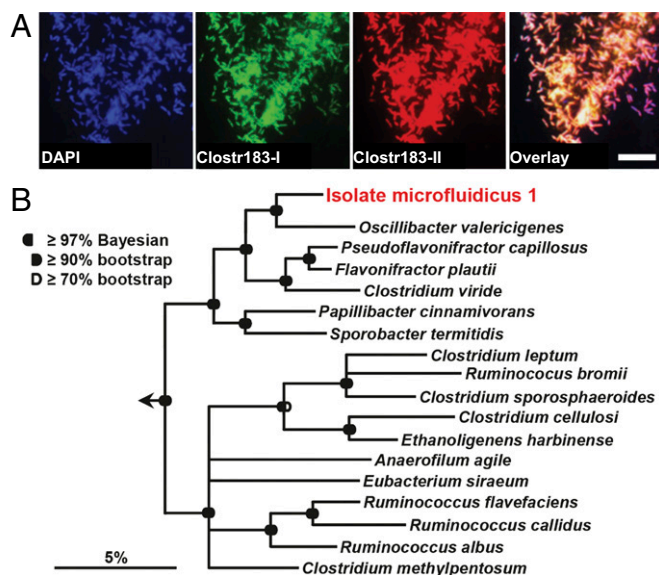 A
DAPI
Clostr183-I
Clostr183-II
Overlay
B
≥ 97% Bayesian
≥ 90% bootstrap
≥ 70% bootstrap
Isolate microfluidicus 1
Oscillibacter valericigenes
Pseudoflavonifractor capillosus
Flavonifractor plautii
Clostridium viride
Papillibacter cinnamivorans
Sporobacter termitidis
Clostridium leptum
Ruminococus bromii
Clostridium sporosphaeroides
Clostridium cellulosi
Ethanoligenens harbinense
Anaerofilum agile
Eubacterium siraeum
Ruminococcus flavefaciens
Ruminococcus callidus
Ruminococcus albus
Clostridium methylpentosum
5%